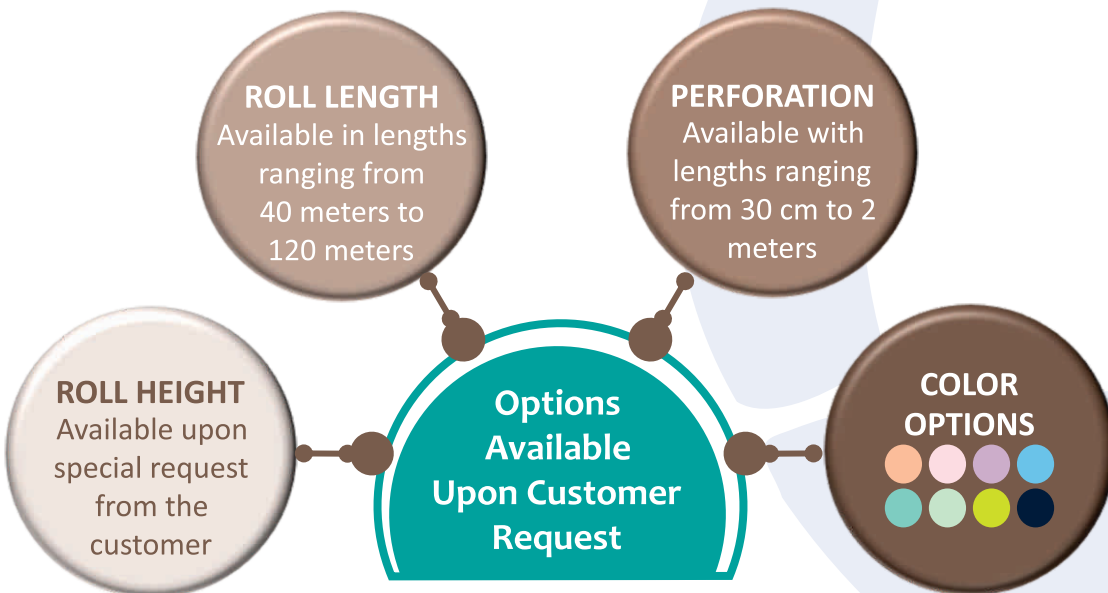 ROLL LENGTH
Available in lengths
ranging from
40 meters to
120 meters
PERFORATION
Available with
lengths ranging
from 30 cm to 2
meters
ROLL HEIGHT
Available upon
special request
from the
customer
Options
Available
Upon Customer
Request
COLOR
OPTIONS